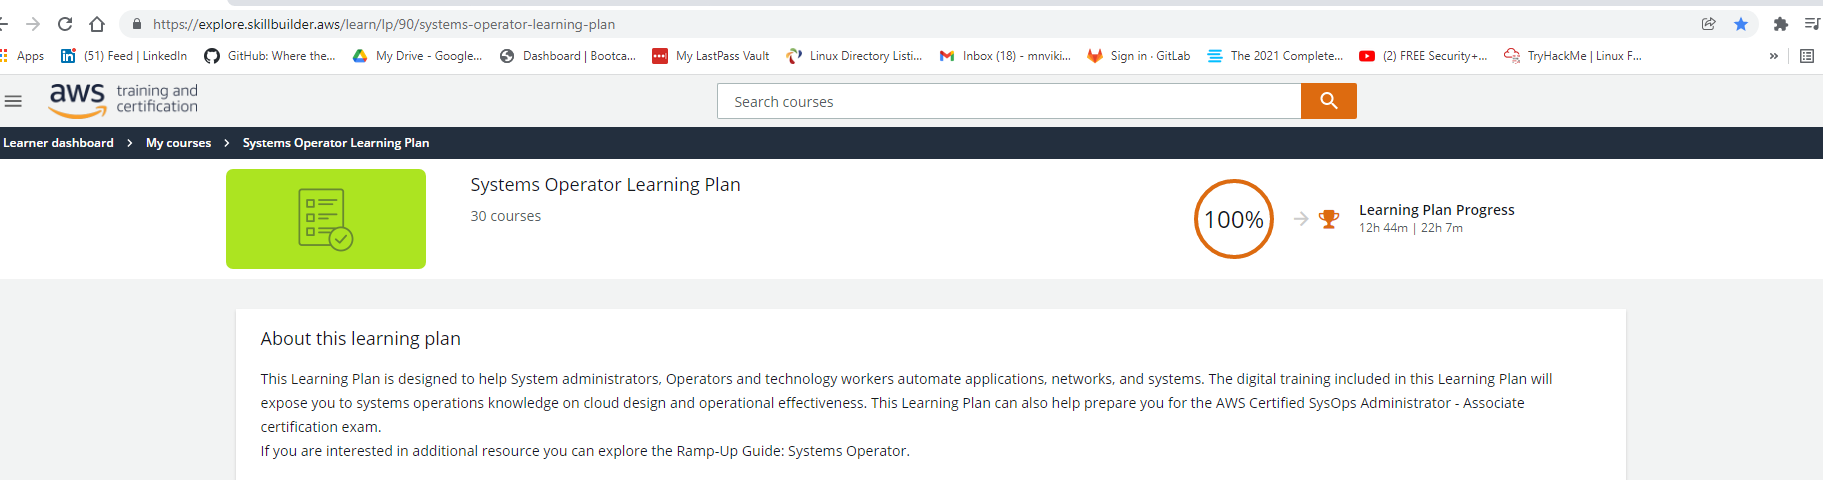 https://explore.skillbuilder.aws/learn/lp/90/systems-operator-learning-plan
Apps (51) Feed | LinkedIn GitHub: Where the... My Drive - Google... Dashboard | Bootca... My LastPass Vault Linux Directory Listi... Inbox (18) - mnviki... Sign in · GitLab The 2021 Complete... (2) FREE Security+... TryHackMe | Linux F... »
aws training and certification
Search courses
Learner dashboard > My courses > Systems Operator Learning Plan
Systems Operator Learning Plan
30 courses
100%
Learning Plan Progress
12h 44m | 22h 7m
About this learning plan
This Learning Plan is designed to help System administrators, Operators and technology workers automate applications, networks, and systems. The digital training included in this Learning Plan will
expose you to systems operations knowledge on cloud design and operational effectiveness. This Learning Plan can also help prepare you for the AWS Certified SysOps Administrator - Associate
certification exam.
If you are interested in additional resource you can explore the Ramp-Up Guide: Systems Operator.